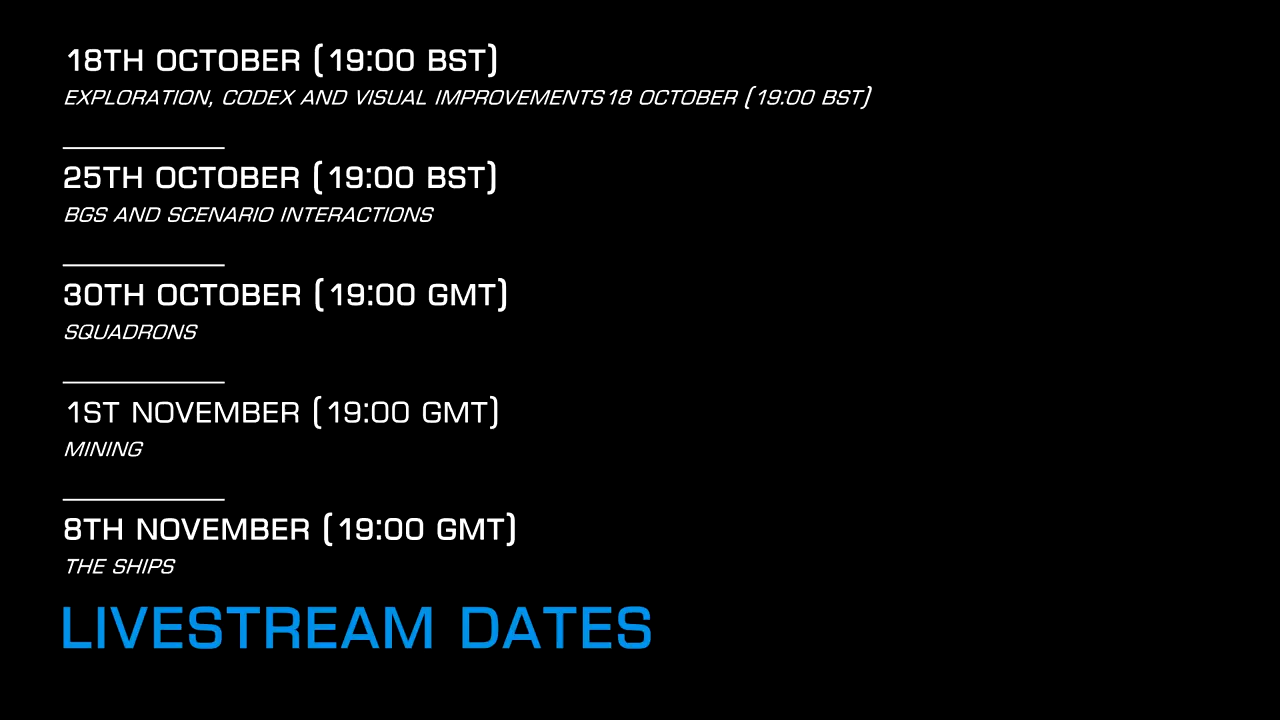 18TH OCTOBER (19:00 BST)
EXPLORATION, CODEX AND VISUAL IMPROVEMENTS18 OCTOBER (19:00 BST)
25TH OCTOBER (19:00 BST)
BGS AND SCENARIO INTERACTIONS
30TH OCTOBER (19:00 GMT)
SQUADRONS
1ST NOVEMBER (19:00 GMT)
MINING
8TH NOVEMBER (19:00 GMT)
THE SHIPS
LIVESTREAM DATES